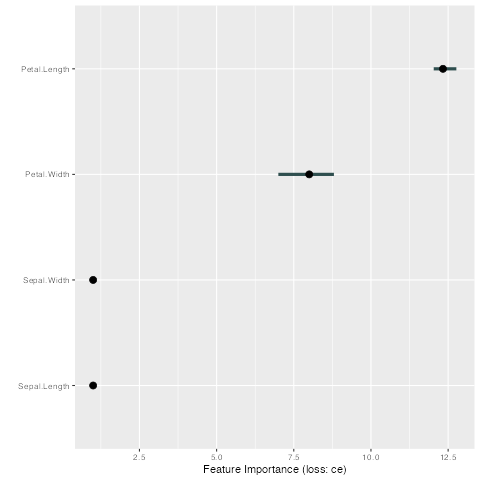 Petal.Length
Petal.Width
Sepal.Width
Sepal.Length
2.5 5.0 7.5 10.0 12.5
Feature Importance (loss: ce)